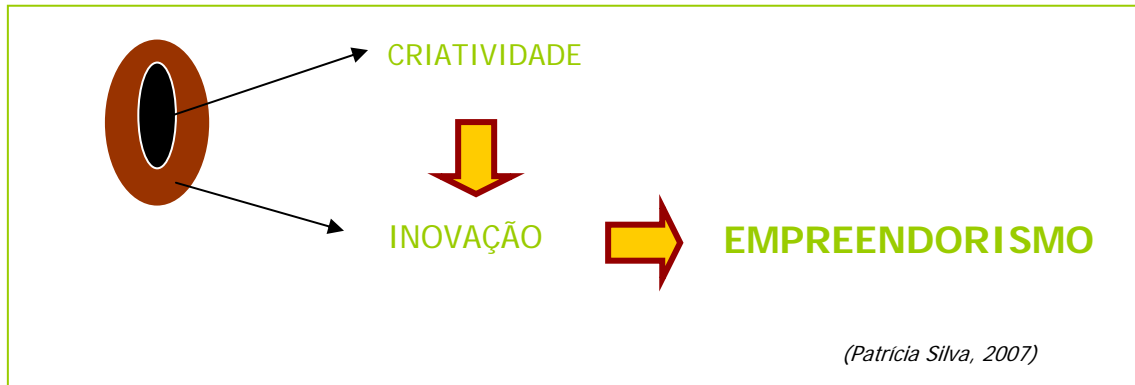 CRIATIVIDADE
INOVAÇÃO
EMPREENDORISMO
(Patrícia Silva, 2007)